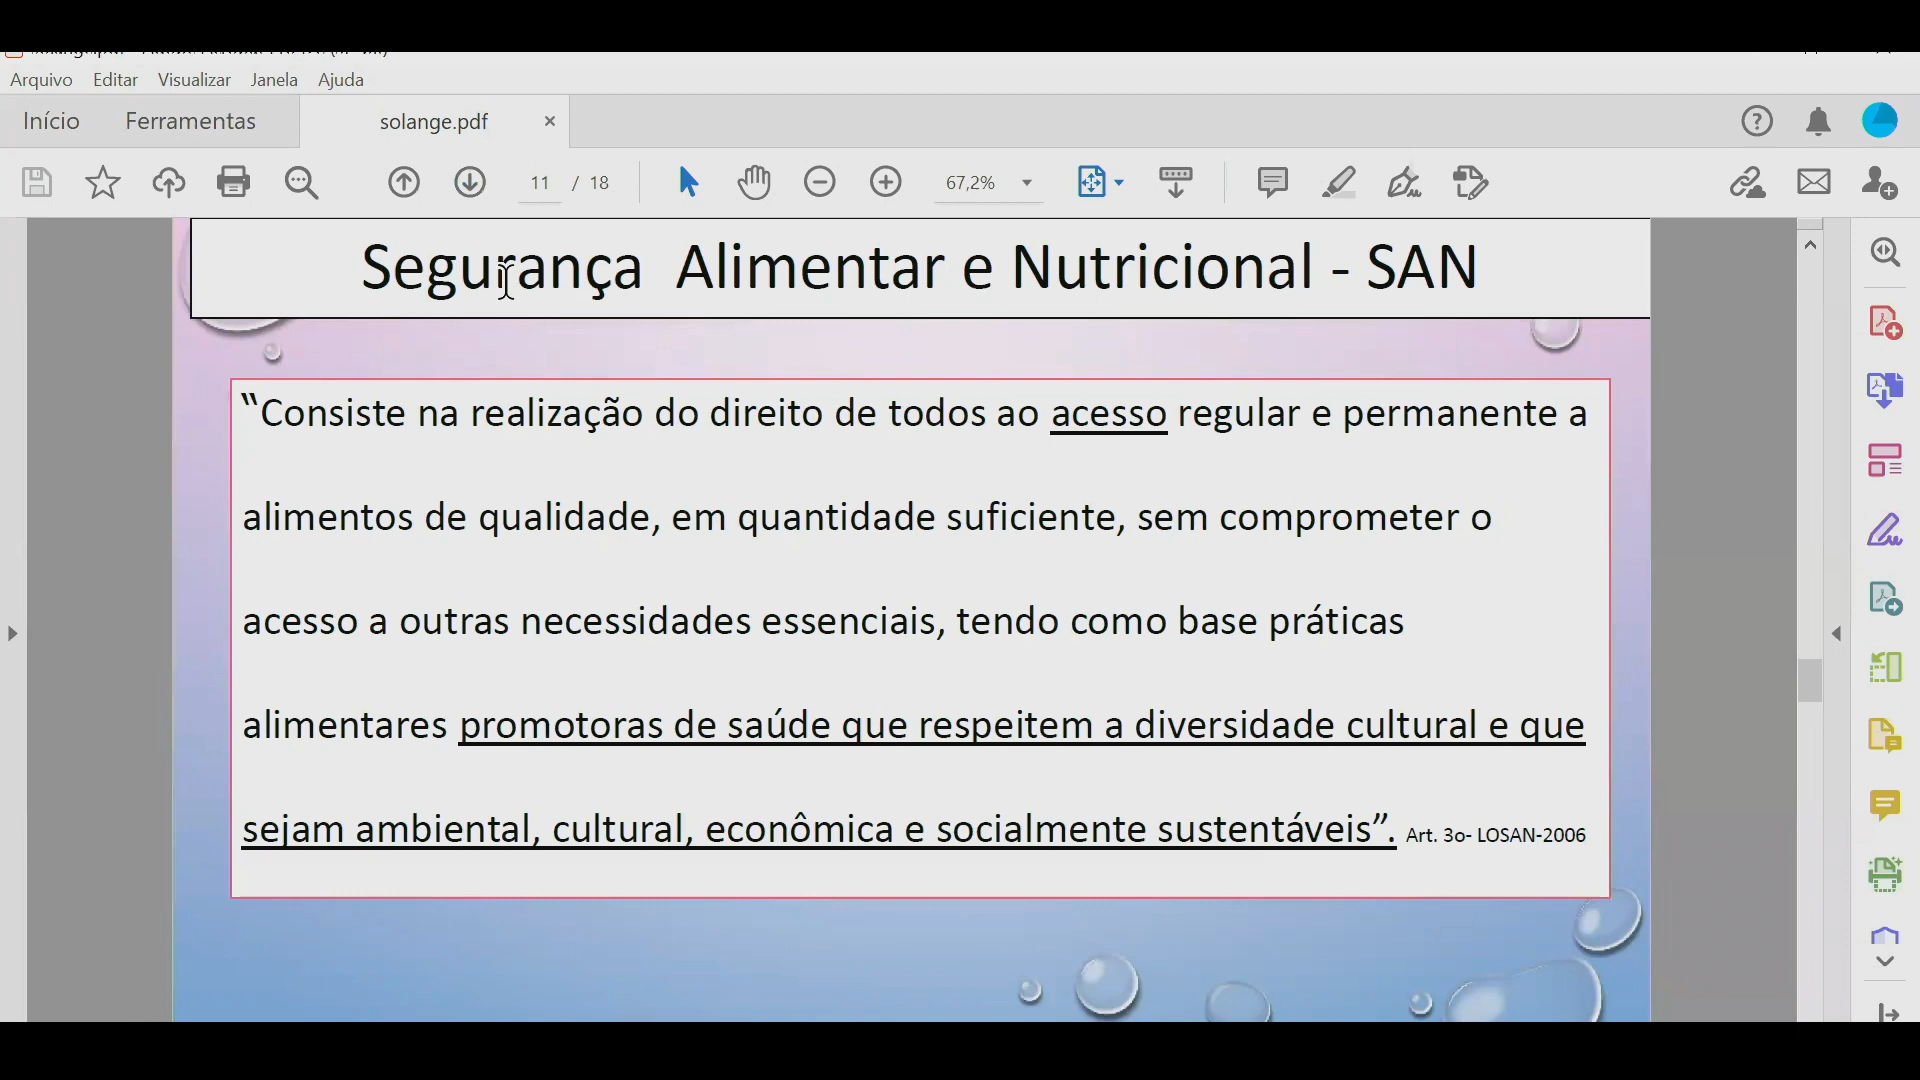 Arquivo Editar Visualizar Janela Ajuda
Início Ferramentas solange.pdf
11 / 18 67,2%
Segurança Alimentar e Nutricional - SAN
“Consiste na realização do direito de todos ao acesso regular e permanente a
alimentos de qualidade, em quantidade suficiente, sem comprometer o
acesso a outras necessidades essenciais, tendo como base práticas
alimentares promotoras de saúde que respeitem a diversidade cultural e que
sejam ambiental, cultural, econômica e socialmente sustentáveis”. Art. 3o- LOSAN-2006